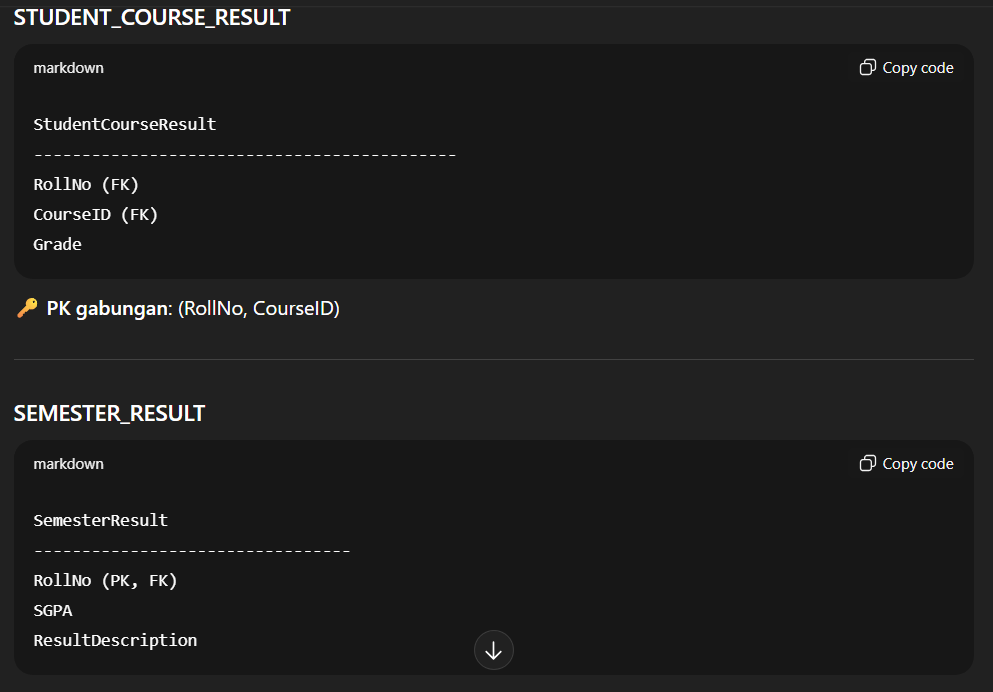 STUDENT_COURSE_RESULT
markdown
Copy code
StudentCourseResult
--------------------------------------------
RollNo (FK)
CourseID (FK)
Grade
🔑 PK gabungan: (RollNo, CourseID)
SEMESTER_RESULT
markdown
Copy code
SemesterResult
---------------------------------
RollNo (PK, FK)
SGPA
ResultDescription